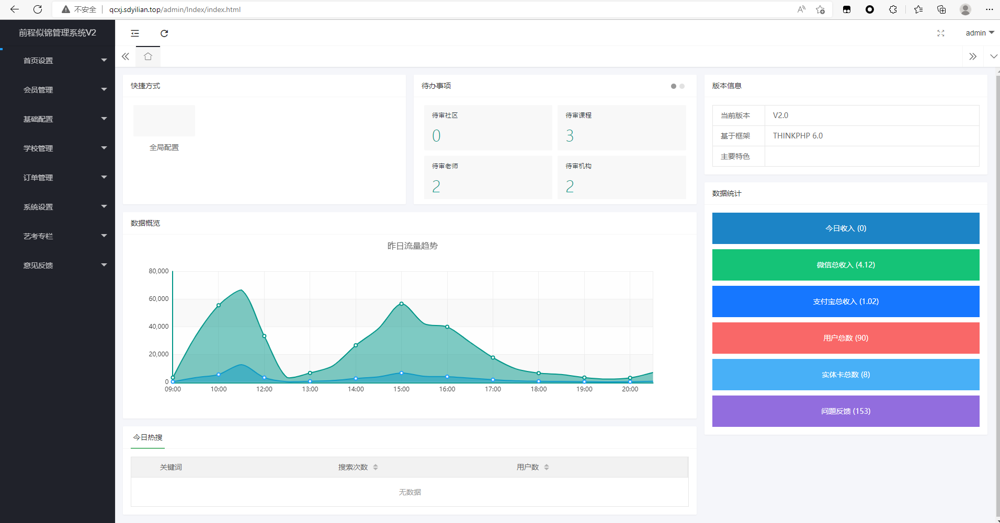 不安全 qcxj.sdyilian.top/admin/Index/index.html
前程似锦管理系统V2
admin
首页设置
会员管理
基础配置
学校管理
订单管理
系统设置
艺考专栏
意见反馈
快捷方式
全局配置
待办事项
待审社区
0
待审课程
3
待审老师
2
待审机构
2
版本信息
当前版本 V2.0
基于框架 THINKPHP 6.0
主要特色
数据统计
今日收入 (0)
微信总收入 (4.12)
支付宝总收入 (1.02)
用户总数 (90)
实体卡总数 (8)
问题反馈 (153)
数据概览
昨日流量趋势
80,000
60,000
40,000
20,000
0
09:00 10:00 12:00 13:00 14:00 15:00 16:00 17:00 18:00 19:00 20:00
今日热搜
关键词 搜索次数 用户数
无数据